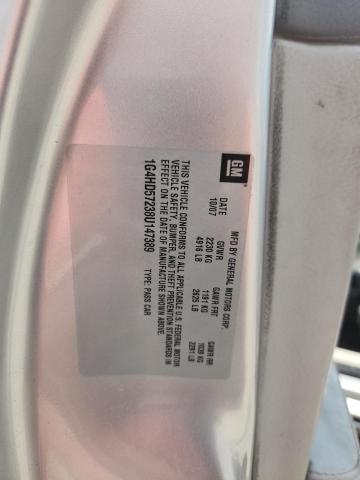 GM
MFD BY GENERAL MOTORS CORP.
DATE GVWR GAWR FRT GAWR RR
10/07 2230 KG 1191 KG 1039 KG
4916 LB 2625 LB 2291 LB
THIS VEHICLE CONFORMS TO ALL APPLICABLE U.S. FEDERAL MOTOR
VEHICLE SAFETY, BUMPER, AND THEFT PREVENTION STANDARDS IN
EFFECT ON THE DATE OF MANUFACTURE SHOWN ABOVE.
1G4HD57238U147389 TYPE: PASS CAR